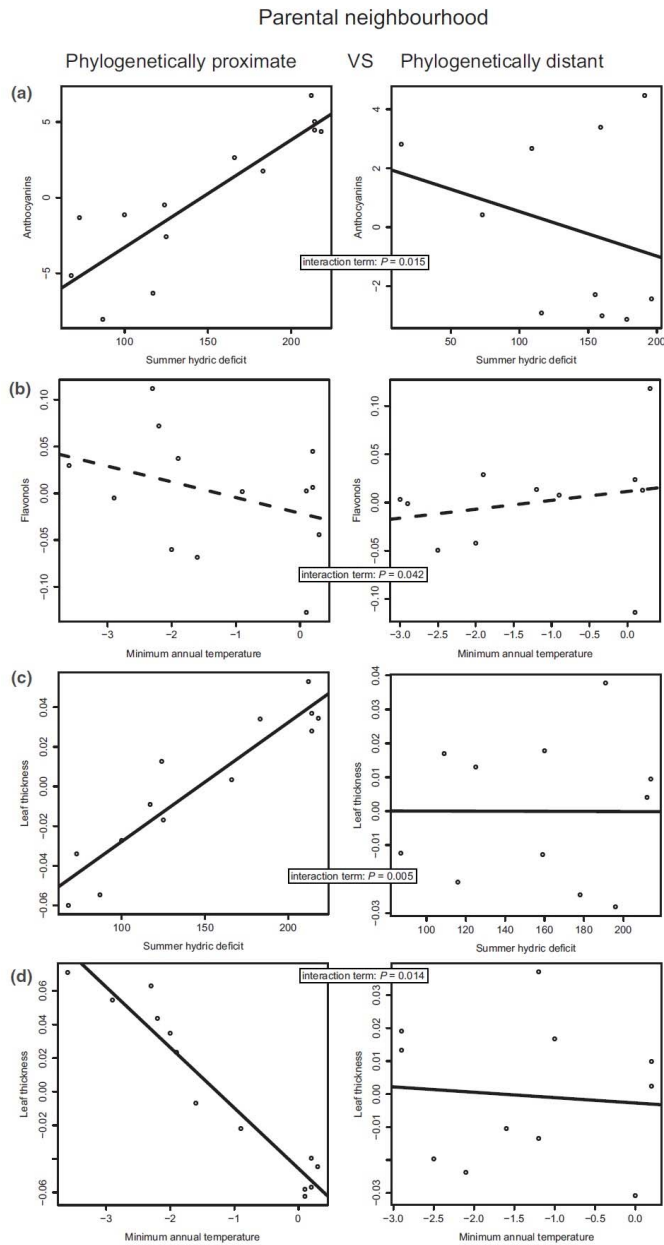 Parental neighbourhood
Phylogenetically proximate VS Phylogenetically distant
(a)
Anthocyanins
5
0
−5
100 150 200
Summer hydric deficit
Anthocyanins
4
2
0
−2
50 100 150 200
Summer hydric deficit
interaction term: P = 0.015
(b)
Flavonols
0.10
0.05
0.00
−0.05
−0.10
−3 −2 −1 0
Minimum annual temperature
Flavonols
0.10
0.05
0.00
−0.05
−0.10
−3.0 −2.5 −2.0 −1.5 −1.0 −0.5 0.0
Minimum annual temperature
interaction term: P = 0.042
(c)
Leaf thickness
0.04
0.02
0.00
−0.02
−0.04
−0.06
100 150 200
Summer hydric deficit
Leaf thickness
0.04
0.03
0.02
0.01
0.00
−0.01
−0.03
100 120 140 160 180 200
Summer hydric deficit
interaction term: P = 0.005
(d)
Leaf thickness
0.06
0.04
0.00
−0.02
−0.06
−3 −2 −1 0
Minimum annual temperature
Leaf thickness
0.03
0.02
0.01
0.00
−0.01
−0.03
−3.0 −2.5 −2.0 −1.5 −1.0 −0.5 0.0
Minimum annual temperature
interaction term: P = 0.014